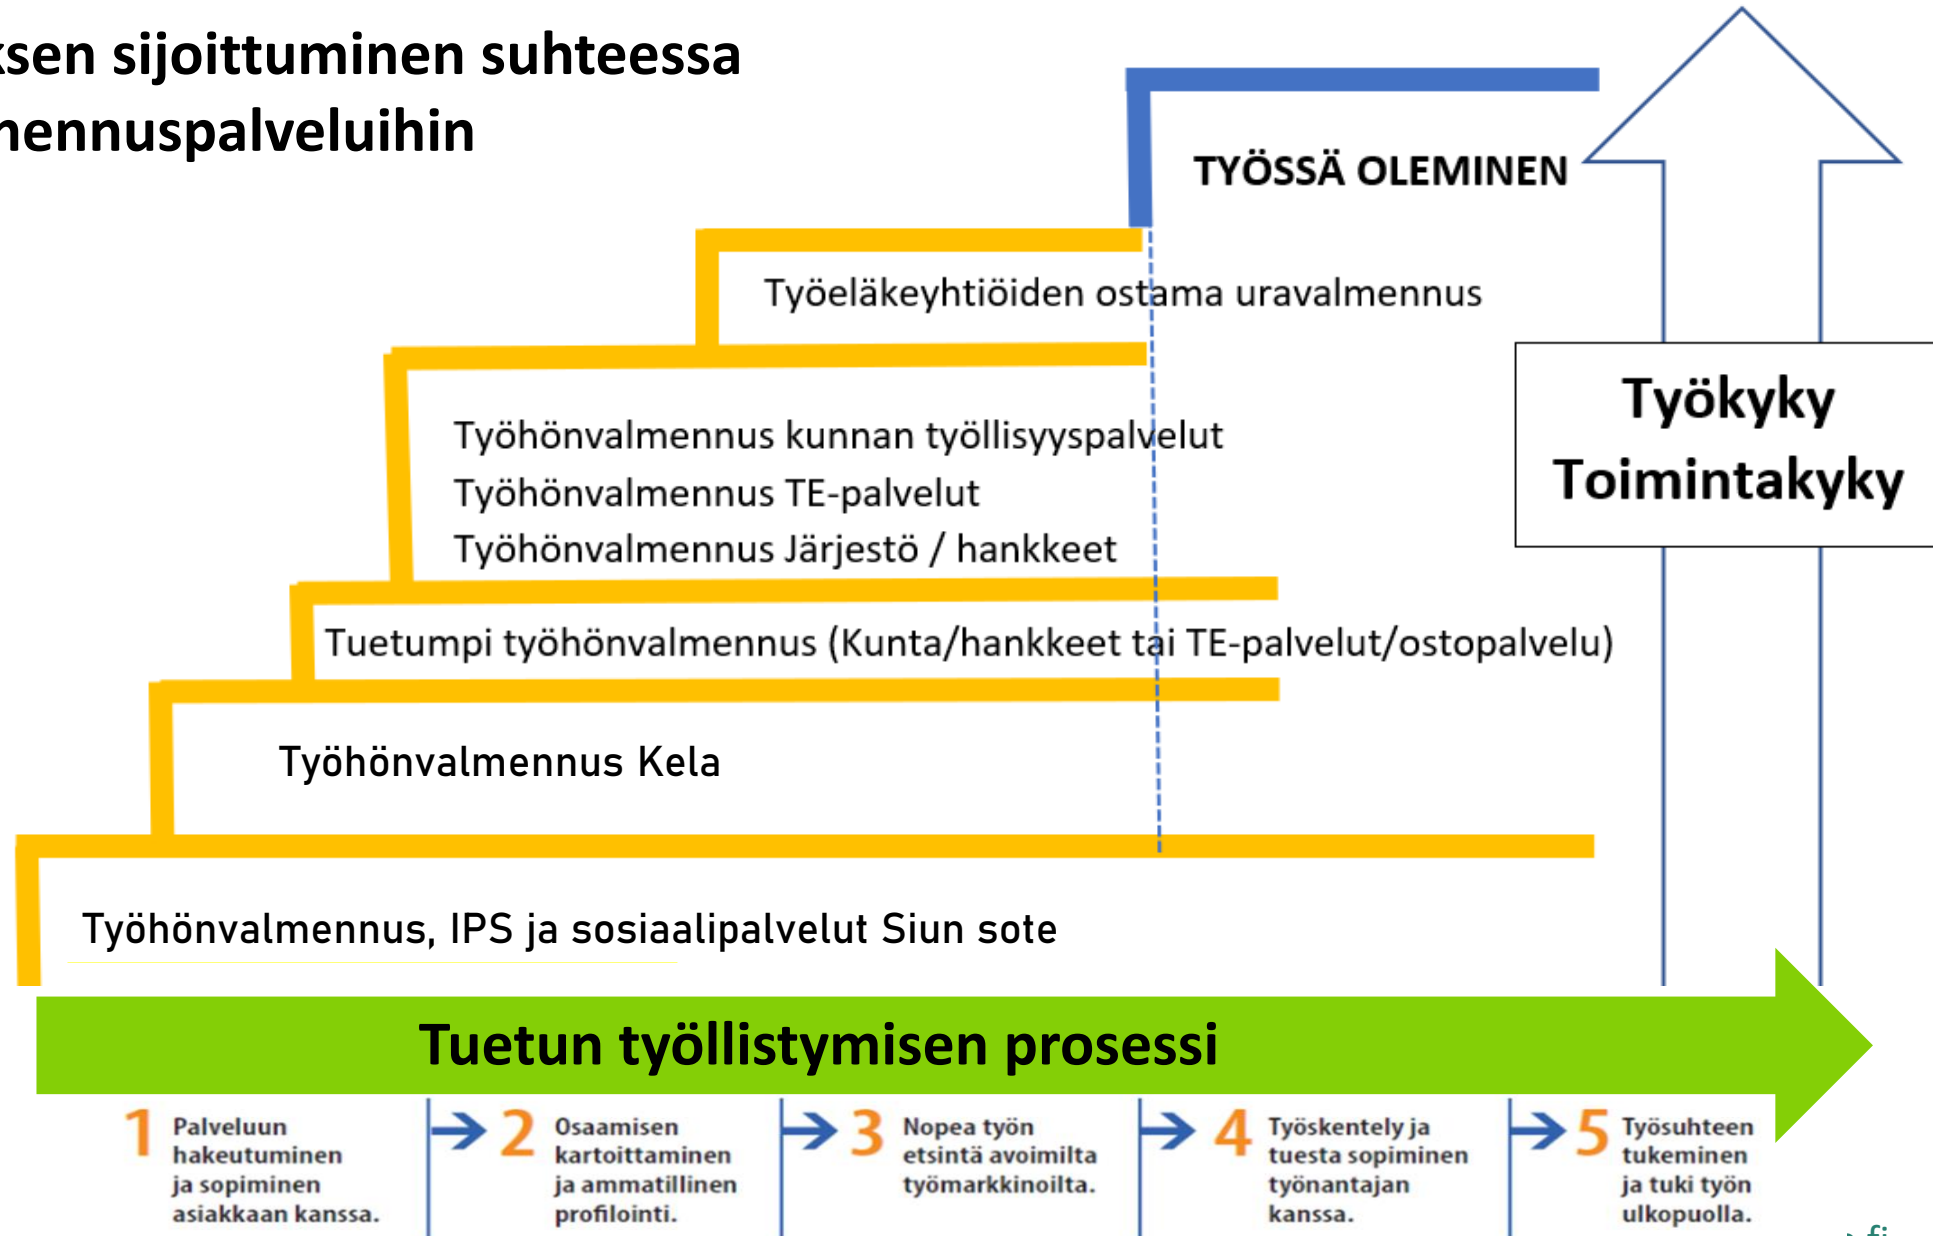 ksen sijoittuminen suhteessa
mennuspalveluihin
TYÖSSÄ OLEMINEN
Työeläkeyhtiöiden ostama uravalmennus
Työhönvalmennus kunnan työllisyyspalvelut
Työhönvalmennus TE-palvelut
Työhönvalmennus Järjestö / hankkeet
Tuetumpi työhönvalmennus (Kunta/hankkeet tai TE-palvelut/ostopalvelu)
Työhönvalmennus Kela
Työhönvalmennus, IPS ja sosiaalipalvelut Siun sote
Työkyky
Toimintakyky
Tuetun työllistymisen prosessi
1 Palveluun
hakeutuminen
ja sopiminen
asiakkaan kanssa.
2 Osaamisen
kartoittaminen
ja ammatillinen
profilointi.
3 Nopea työn
etsintä avoimilta
työmarkkinoilta.
4 Työskentely ja
tuesta sopiminen
työnantajan
kanssa.
5 Työsuhteen
tukeminen
ja tuki työn
ulkopuolla.